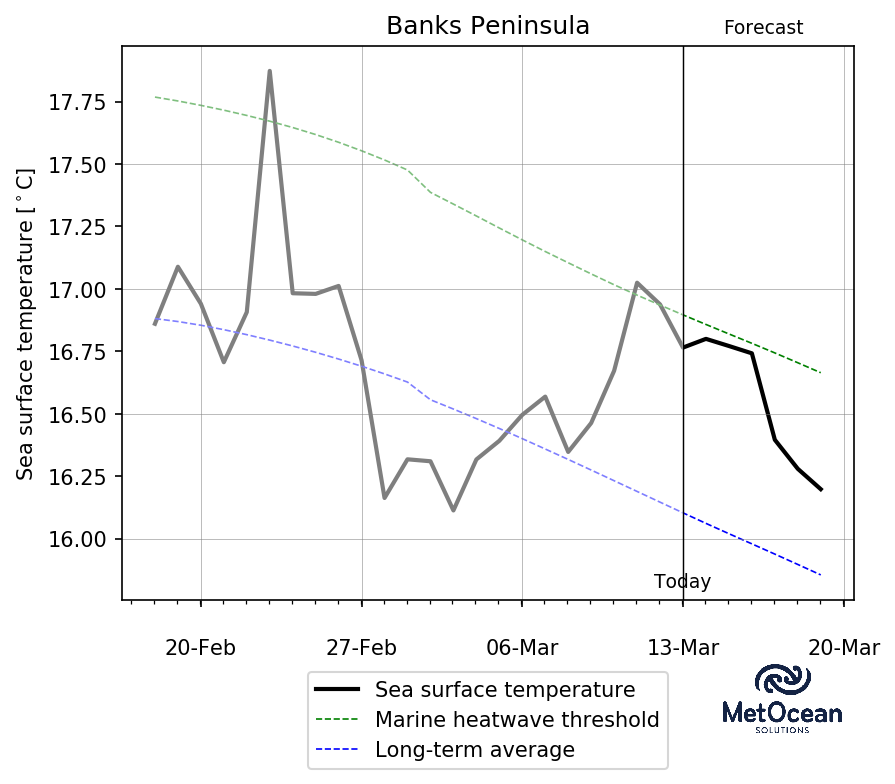 Banks Peninsula
Forecast
Sea surface temperature [°C]
17.75
17.50
17.25
17.00
16.75
16.50
16.25
16.00
Today
20-Feb 27-Feb 06-Mar 13-Mar 20-Mar
Sea surface temperature
Marine heatwave threshold
Long-term average
MetOcean
SOLUTIONS